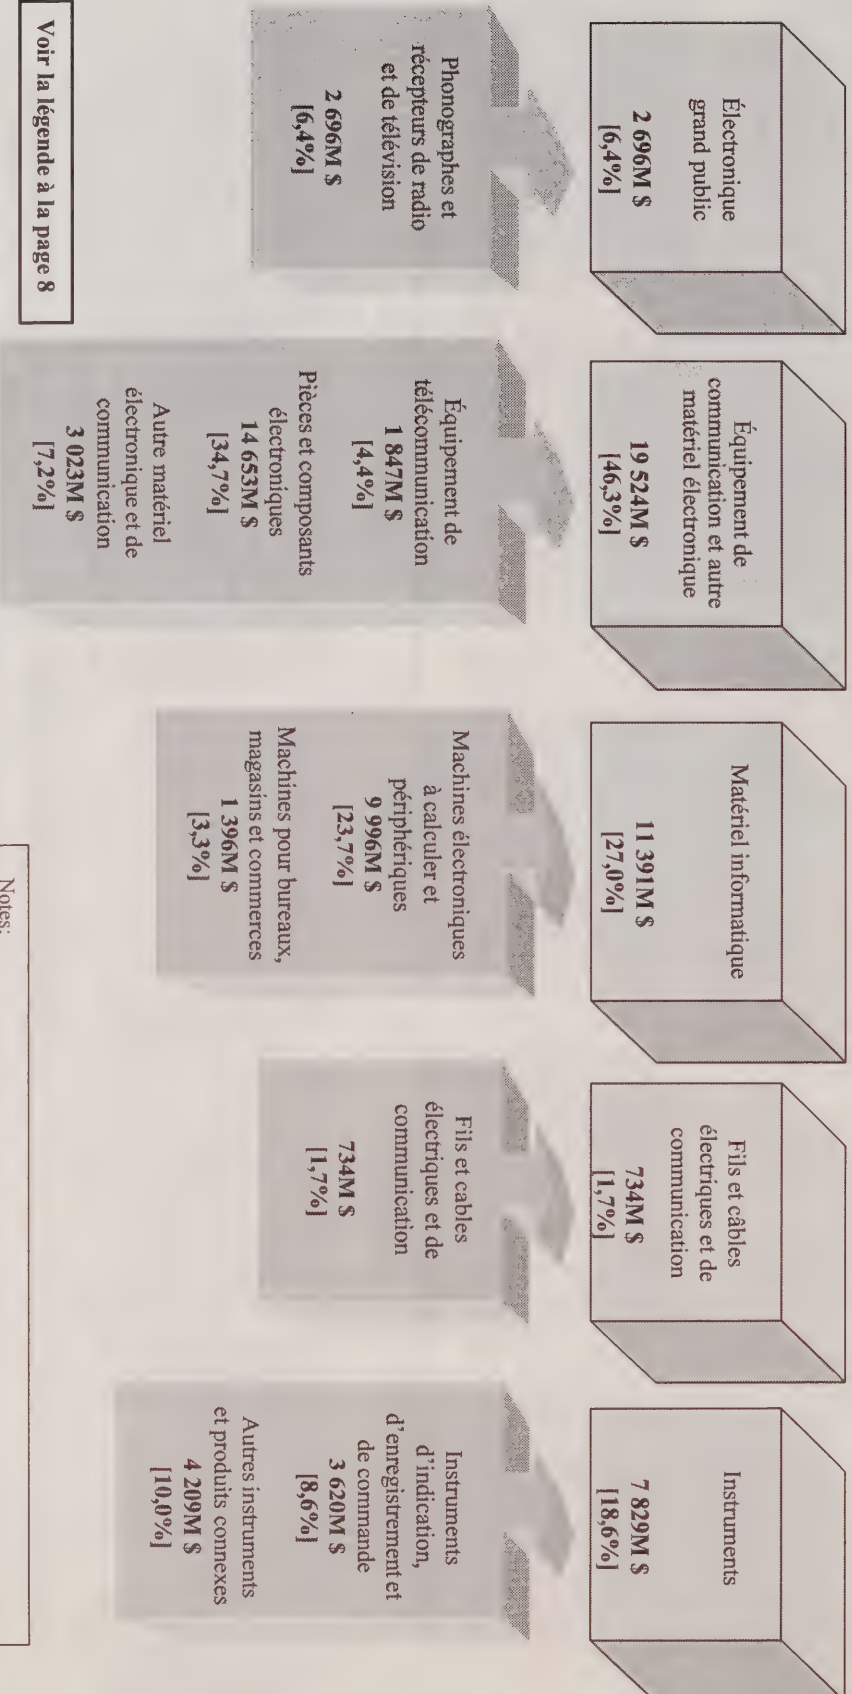 Électronique
grand public
2 696M $
[6,4%]
Équipement de
communication et autre
matériel électronique
19 524M $
[46,3%]
Matériel informatique
11 391M $
[27,0%]
Fils et câbles
électriques et de
communication
734M $
[1,7%]
Instruments
7 829M $
[18,6%]
Phonographes et
récepteurs de radio
et de télévision
2 696M $
[6,4%]
Équipement de
télécommunication
1 847M $
[4,4%]
Pièces et composants
électroniques
14 653M $
[34,7%]
Autre matériel
électronique et de
communication
3 023M $
[7,2%]
Machines électroniques
à calculer et
périphériques
9 996M $
[23,7%]
Machines pour bureaux,
magasins et commerces
1 396M $
[3,3%]
Fils et cables
électriques et de
communication
734M $
[1,7%]
Instruments
d'indication,
d'enregistrement et
de commande
3 620M $
[8,6%]
Autres instruments
et produits connexes
4 209M $
[10,0%]
Voir la légende à la page 8
Notes: